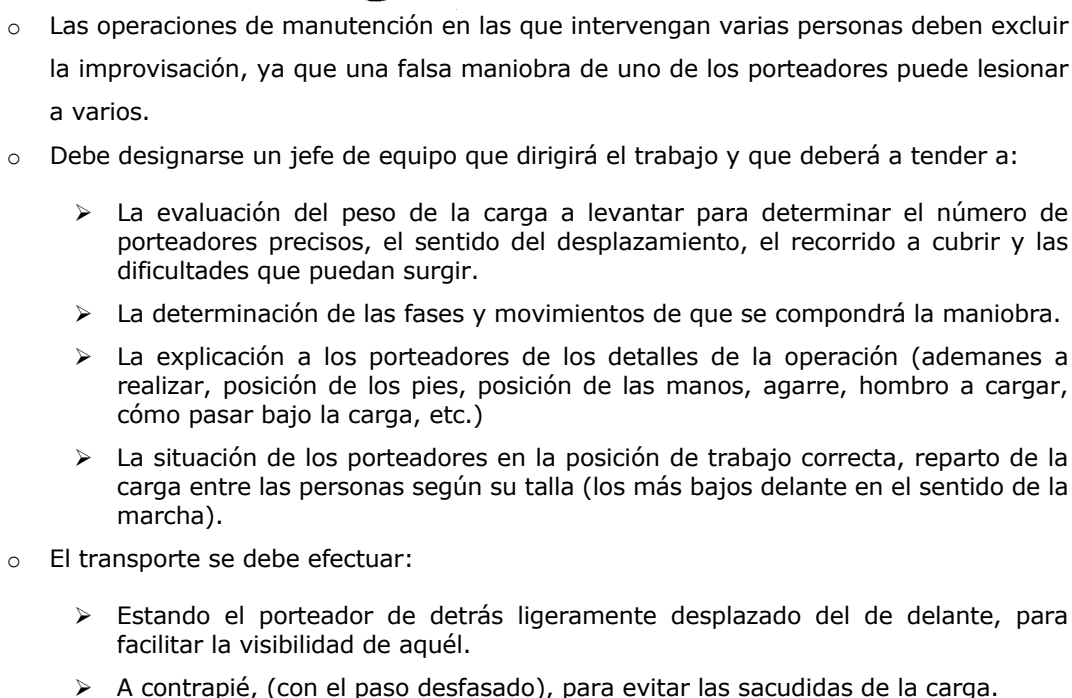 o Las operaciones de manutención en las que intervengan varias personas deben excluir
la improvisación, ya que una falsa maniobra de uno de los porteadores puede lesionar
a varios.
o Debe designarse un jefe de equipo que dirigirá el trabajo y que deberá a tender a:
➢ La evaluación del peso de la carga a levantar para determinar el número de
porteadores precisos, el sentido del desplazamiento, el recorrido a cubrir y las
dificultades que puedan surgir.
➢ La determinación de las fases y movimientos de que se compondrá la maniobra.
➢ La explicación a los porteadores de los detalles de la operación (ademanes a
realizar, posición de los pies, posición de las manos, agarre, hombro a cargar,
cómo pasar bajo la carga, etc.)
➢ La situación de los porteadores en la posición de trabajo correcta, reparto de la
carga entre las personas según su talla (los más bajos delante en el sentido de la
marcha).
o El transporte se debe efectuar:
➢ Estando el porteador de detrás ligeramente desplazado del de delante, para
facilitar la visibilidad de aquél.
➢ A contrapié, (con el paso desfasado), para evitar las sacudidas de la carga.